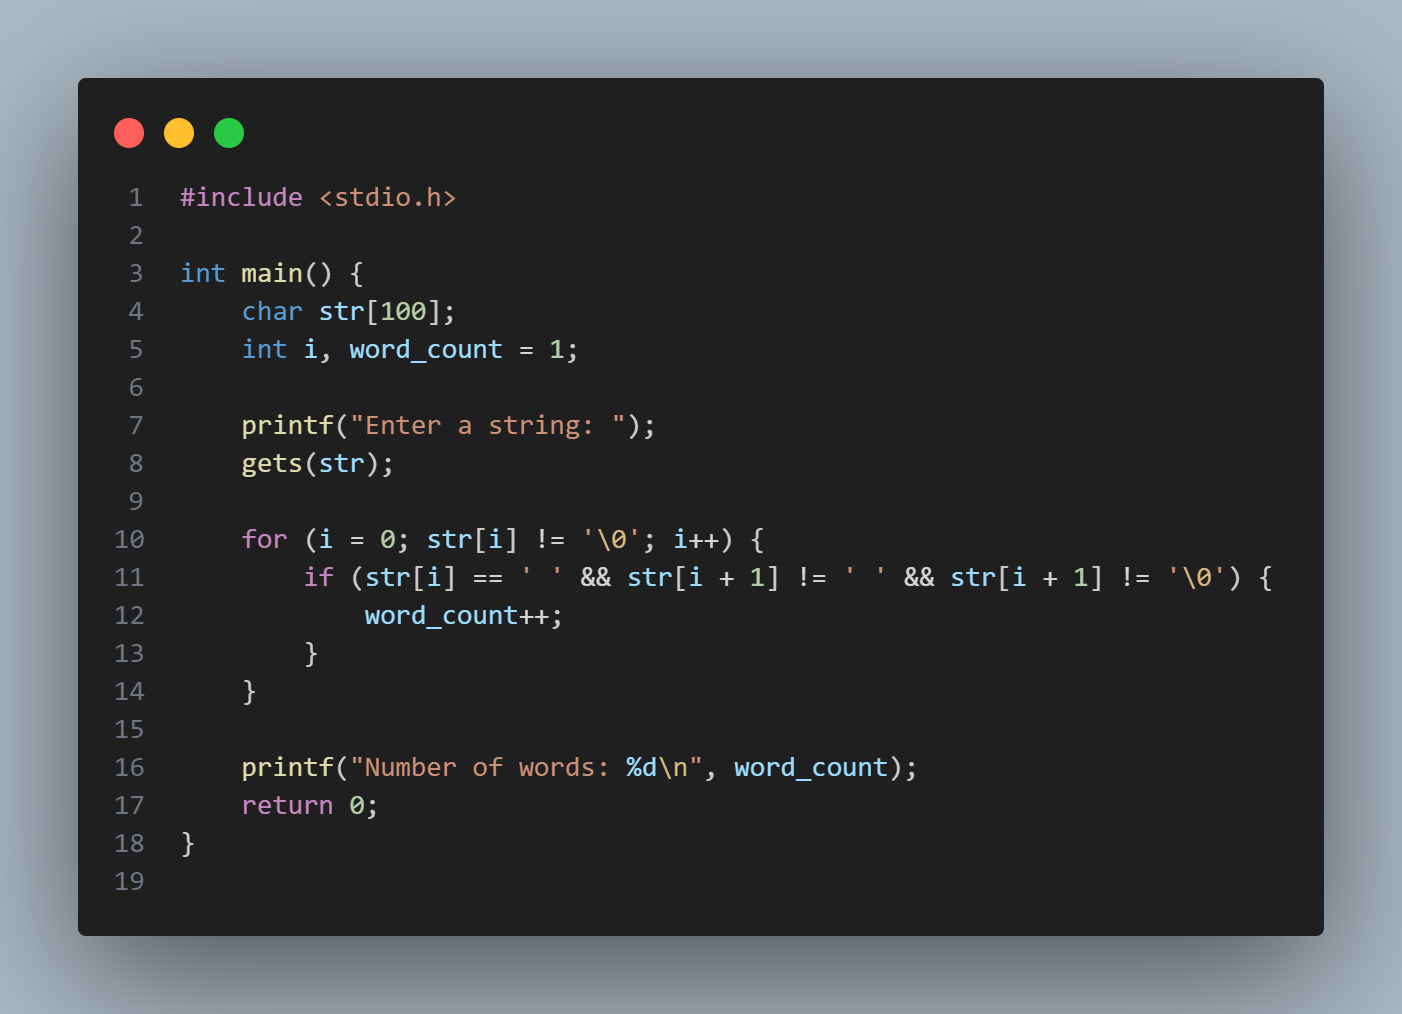 1 #include <stdio.h>
2
3 int main() {
4     char str[100];
5     int i, word_count = 1;
6
7     printf("Enter a string: ");
8     gets(str);
9
10     for (i = 0; str[i] != '\0'; i++) {
11         if (str[i] == ' ' && str[i + 1] != ' ' && str[i + 1] != '\0') {
12             word_count++;
13         }
14     }
15
16     printf("Number of words: %d\n", word_count);
17     return 0;
18 }
19